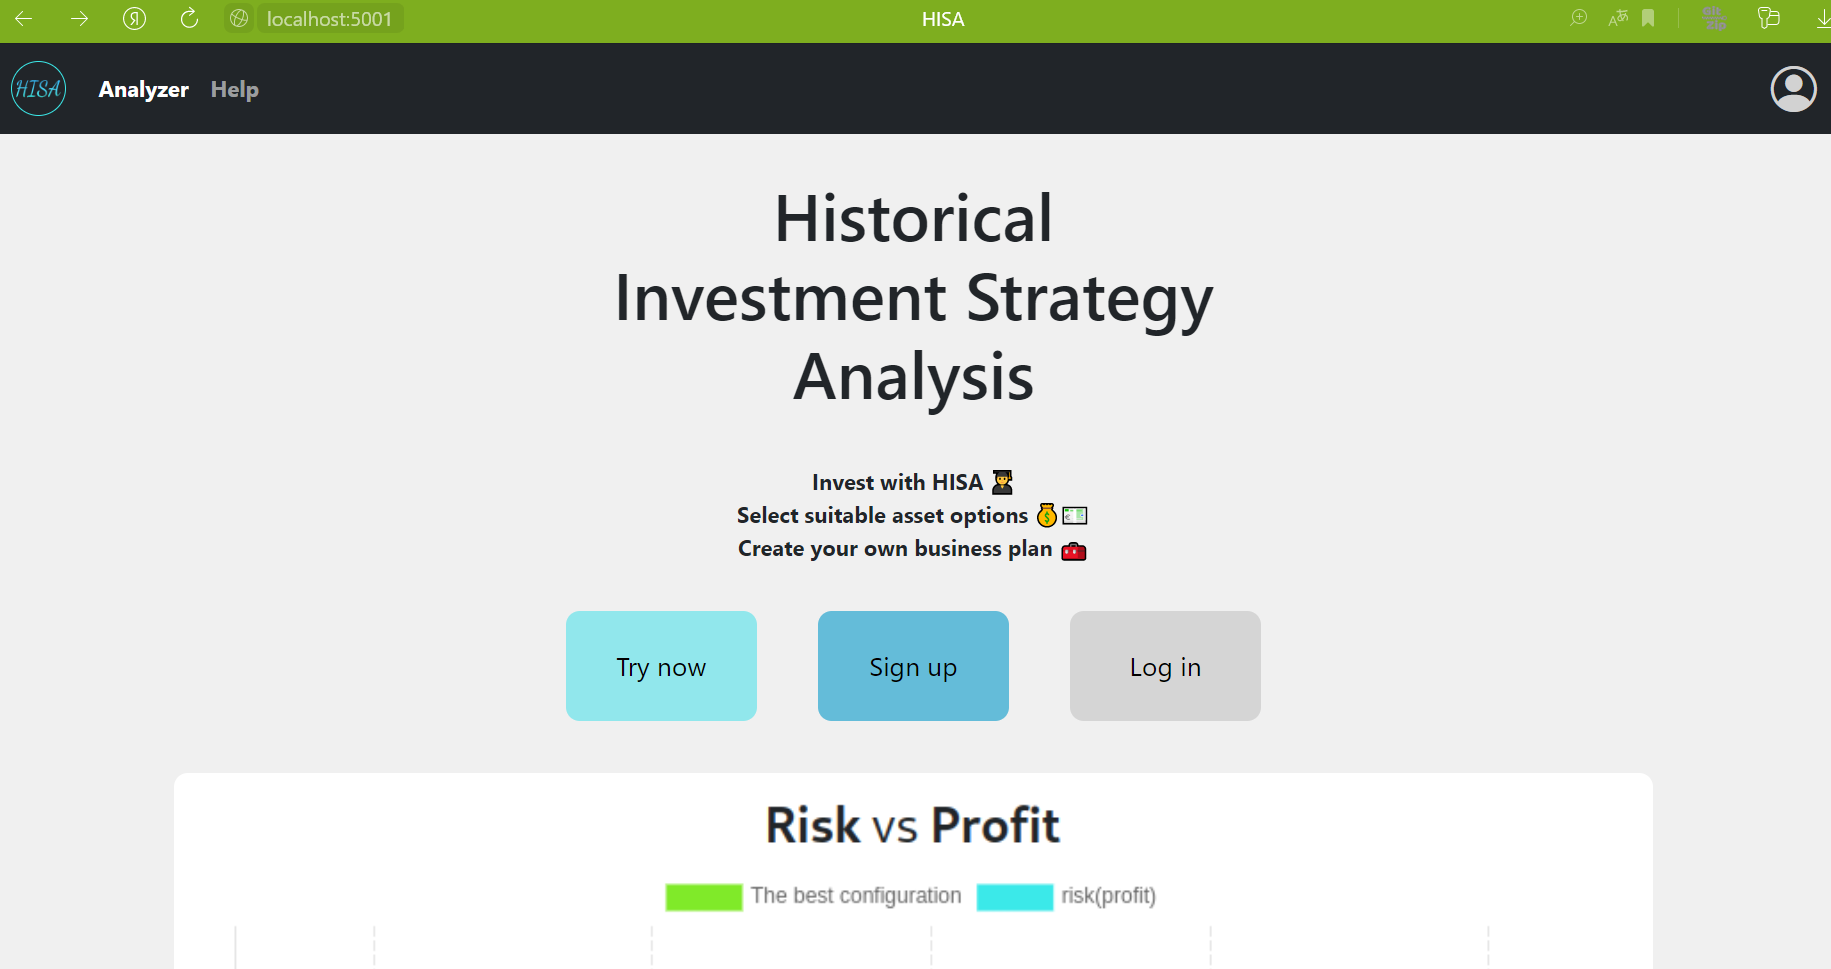 localhost:5001
HISA
HISA
Analyzer
Help
Historical
Investment Strategy
Analysis
Invest with HISA
Select suitable asset options
Create your own business plan
Try now
Sign up
Log in
Risk vs Profit
The best configuration
risk(profit)